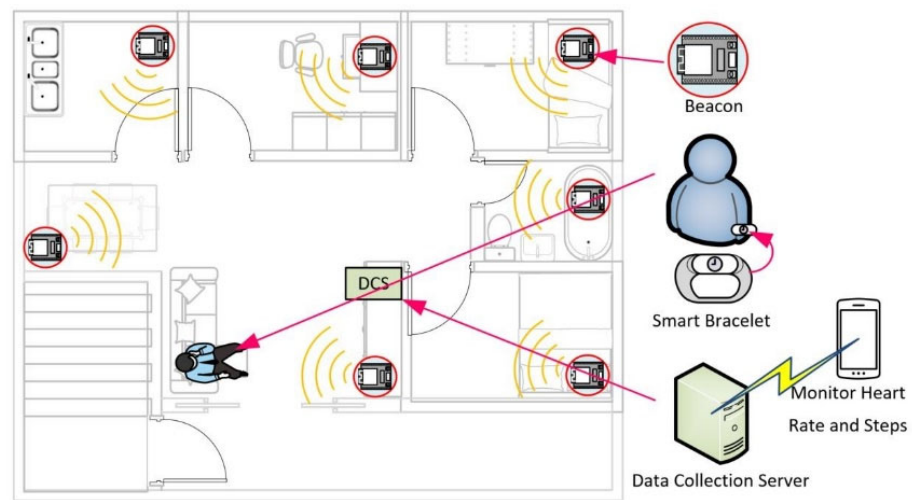 Beacon
DCS
Smart Bracelet
Monitor Heart
Rate and Steps
Data Collection Server